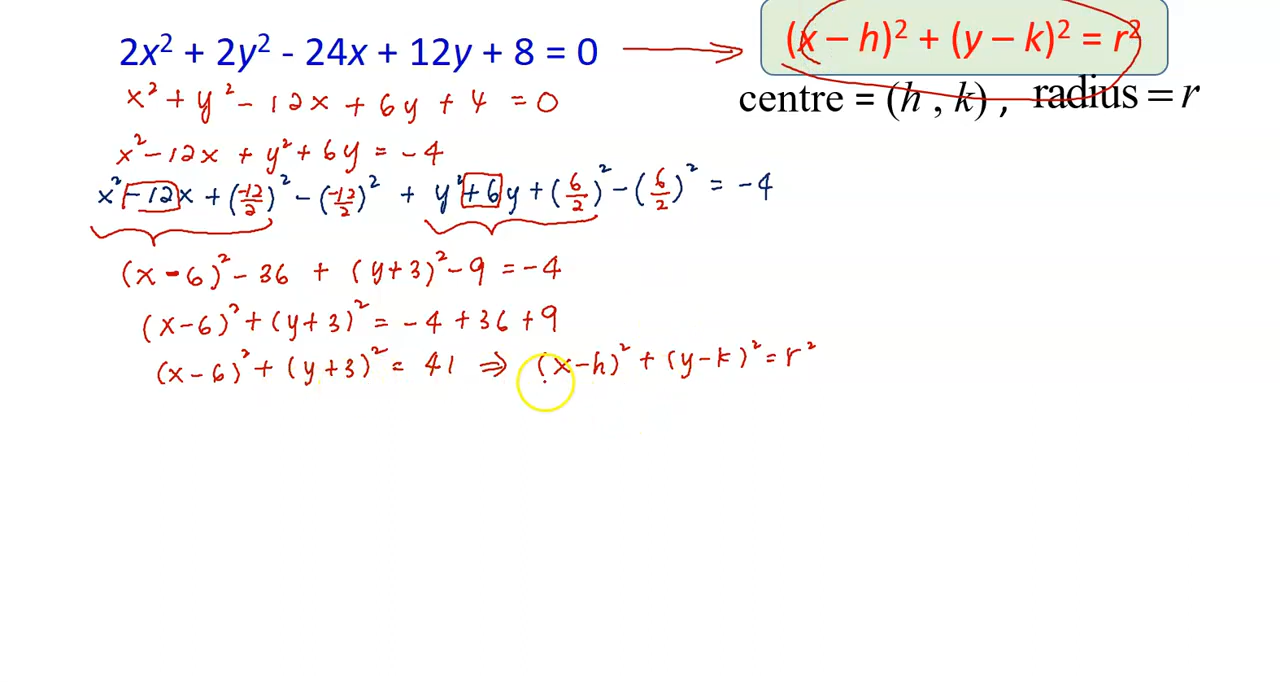 2x² + 2y² - 24x + 12y + 8 = 0
(x – h)² + (y – k)² = r²
centre = (h , k) , radius = r
x² + y² - 12x + 6y + 4 = 0
x² - 12x + y² + 6y = -4
x² - 12x + (-12/2)² - (-12/2)² + y² + 6y + (6/2)² - (6/2)² = -4
(x - 6)² - 36 + (y + 3)² - 9 = -4
(x - 6)² + (y + 3)² = -4 + 36 + 9
(x - 6)² + (y + 3)² = 41 ⇒ (x - h)² + (y - k)² = r²